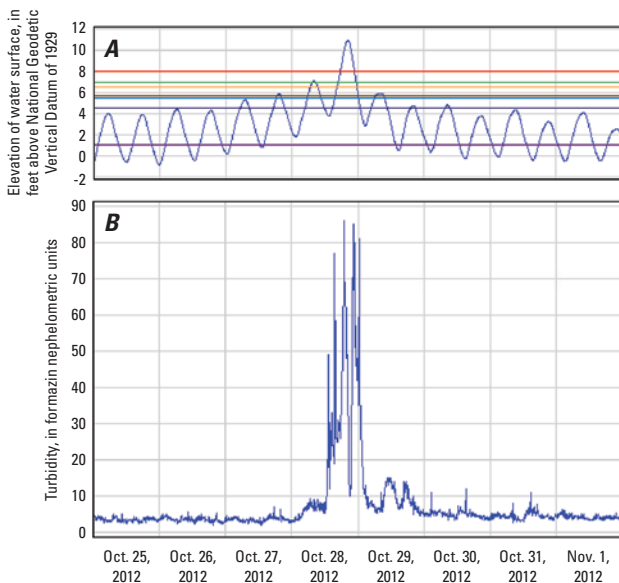 Elevation of water surface, in
feet above National Geodetic
Vertical Datum of 1929
A
12
10
8
6
4
2
0
-2
Turbidity, in formazin nephelometric units
B
90
80
70
60
50
40
30
20
10
0
Oct. 25, Oct. 26, Oct. 27, Oct. 28, Oct. 29, Oct. 30, Oct. 31, Nov. 1,
2012 2012 2012 2012 2012 2012 2012 2012